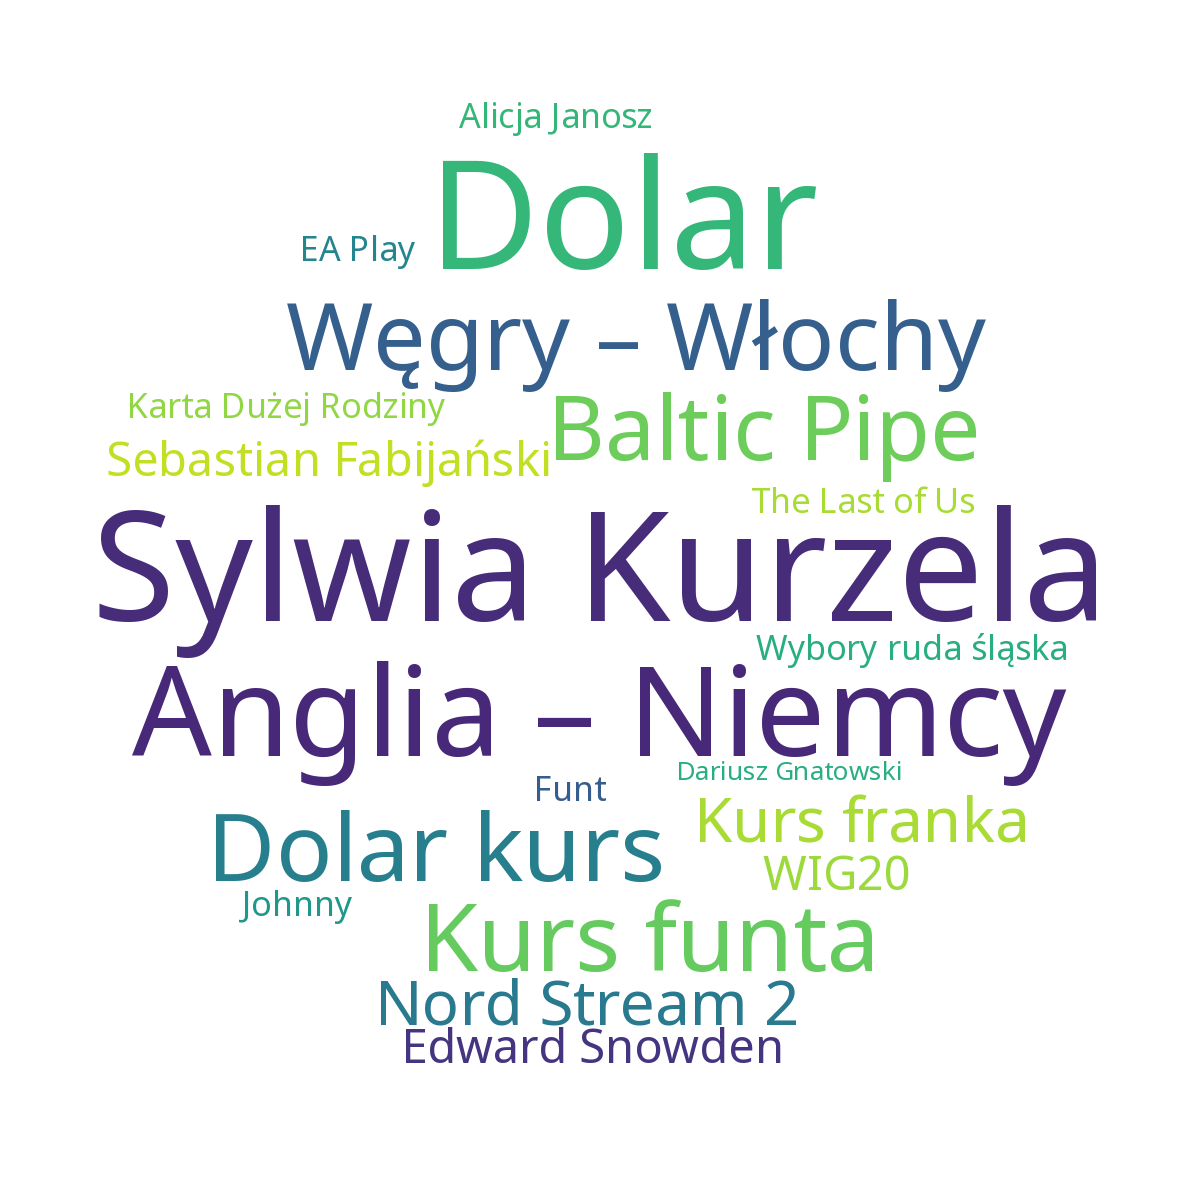 Alicja Janosz
Dolar
EA Play
Węgry – Włochy
Karta Dużej Rodziny
Baltic Pipe
Sebastian Fabijański
The Last of Us
Sylwia Kurzela
Wybory ruda śląska
Anglia – Niemcy
Dariusz Gnatowski
Funt
Kurs franka
Dolar kurs
WIG20
Johnny
Kurs funta
Nord Stream 2
Edward Snowden